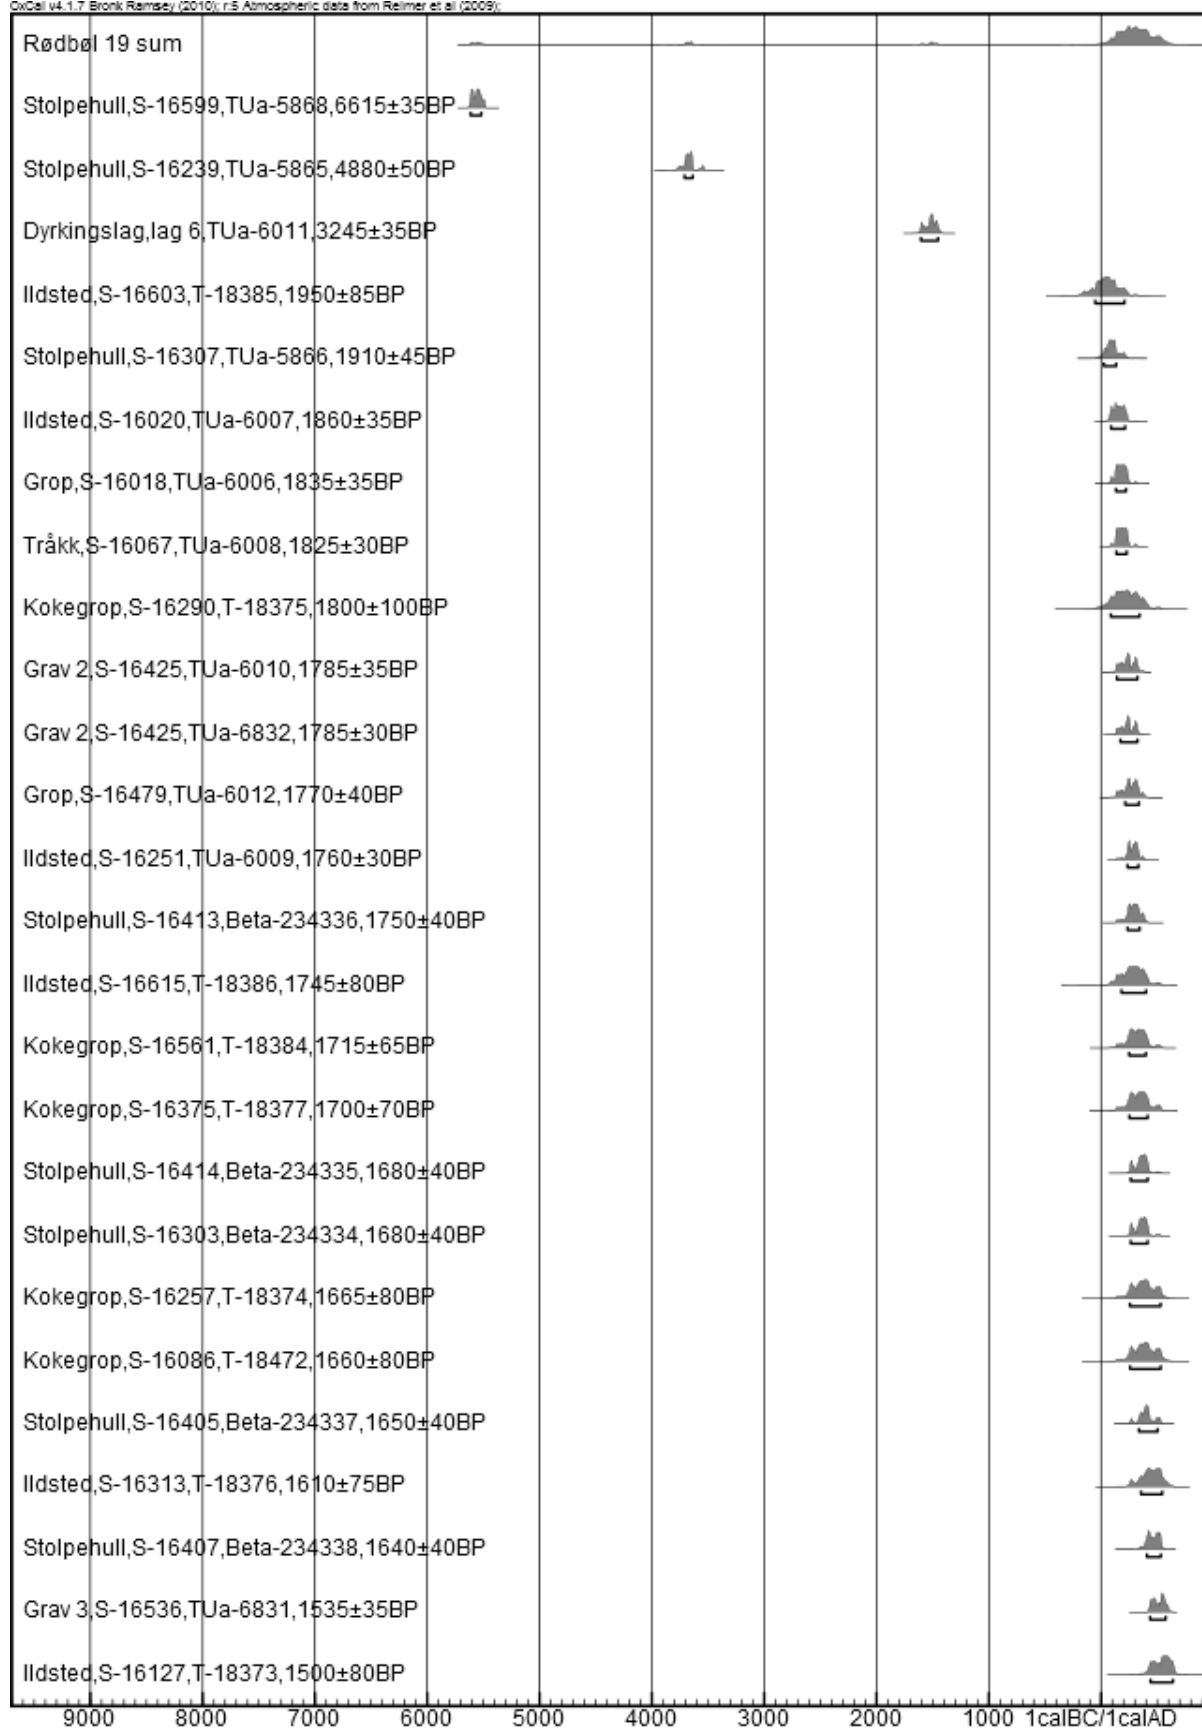 OxCal v4.1.7 Bronk Ramsey (2010); r:5 Atmospheric data from Reimer et al (2009);
Rødbøl 19 sum
Stolpehull,S-16599,TUa-5868,6615±35BP
Stolpehull,S-16239,TUa-5865,4880±50BP
Dyrkingslag,lag 6,TUa-6011,3245±35BP
Ildsted,S-16603,T-18385,1950±85BP
Stolpehull,S-16307,TUa-5866,1910±45BP
Ildsted,S-16020,TUa-6007,1860±35BP
Grop,S-16018,TUa-6006,1835±35BP
Tråkk,S-16067,TUa-6008,1825±30BP
Kokegrop,S-16290,T-18375,1800±100BP
Grav 2,S-16425,TUa-6010,1785±35BP
Grav 2,S-16425,TUa-6832,1785±30BP
Grop,S-16479,TUa-6012,1770±40BP
Ildsted,S-16251,TUa-6009,1760±30BP
Stolpehull,S-16413,Beta-234336,1750±40BP
Ildsted,S-16615,T-18386,1745±80BP
Kokegrop,S-16561,T-18384,1715±65BP
Kokegrop,S-16375,T-18377,1700±70BP
Stolpehull,S-16414,Beta-234335,1680±40BP
Stolpehull,S-16303,Beta-234334,1680±40BP
Kokegrop,S-16257,T-18374,1665±80BP
Kokegrop,S-16086,T-18472,1660±80BP
Stolpehull,S-16405,Beta-234337,1650±40BP
Ildsted,S-16313,T-18376,1610±75BP
Stolpehull,S-16407,Beta-234338,1640±40BP
Grav 3,S-16536,TUa-6831,1535±35BP
Ildsted,S-16127,T-18373,1500±80BP
9000 8000 7000 6000 5000 4000 3000 2000 1000 1calBC/1calAD